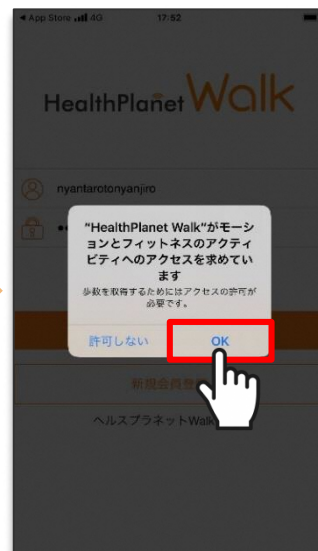 App Store 4G 17:52
HealthPlanet Walk
nyantarotonyanjiro
"HealthPlanet Walk"がモーシ
ョンとフィットネスのアクティ
ビティへのアクセスを求めてい
ます
歩数を取得するためにはアクセスの許可が
必要です。
許可しない OK
新規会員登
ヘルスプラネットWalk